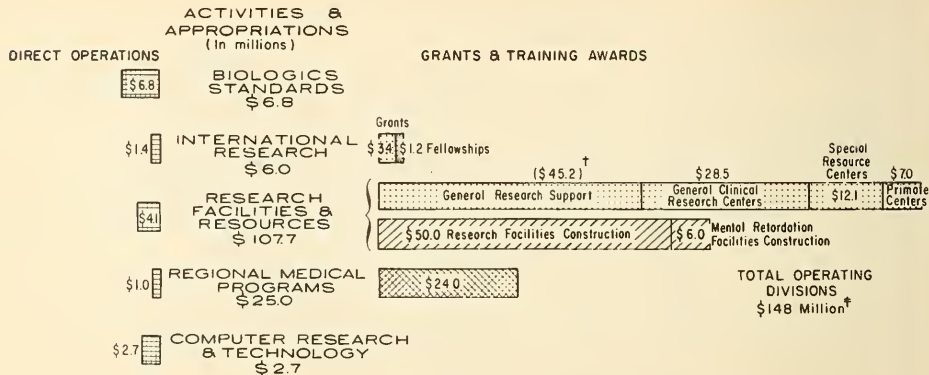 ACTIVITIES &
APPROPRIATIONS
(In millions)
DIRECT OPERATIONS
GRANTS & TRAINING AWARDS
$6.8
BIOLOGICS
STANDARDS
$6.8
$1.4
INTERNATIONAL
RESEARCH
$6.0
Grants
$3.4
$1.2 Fellowships
$4.1
RESEARCH
FACILITIES &
RESOURCES
$107.7
($45.2)†
General Research Support
$28.5
General Clinical
Research Centers
Special
Resource
Centers
$12.1
$7.0
Primate
Centers
$50.0 Research Facilities Construction
$6.0
Mental Retardation
Facilities Construction
$1.0
REGIONAL MEDICAL
PROGRAMS
$25.0
$24.0
TOTAL OPERATING
DIVISIONS
$148 Million‡
$2.7
COMPUTER RESEARCH
& TECHNOLOGY
$2.7